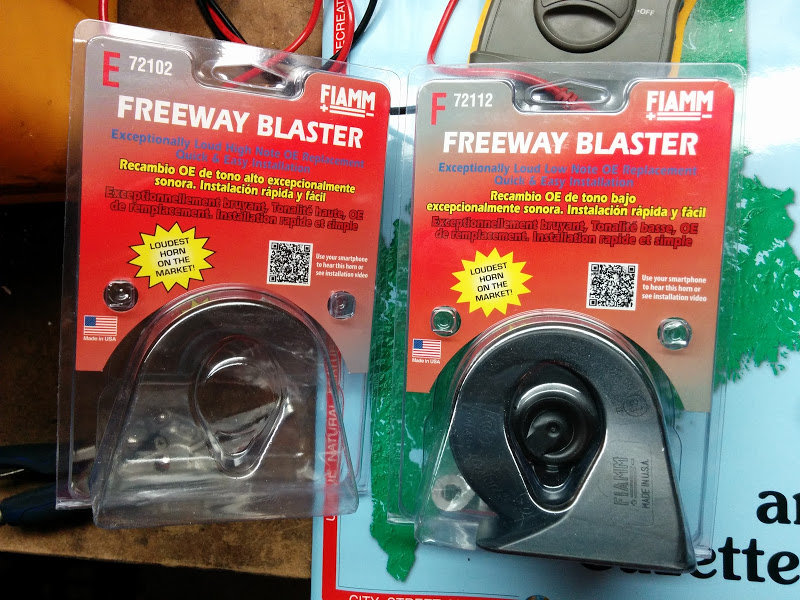 E 72102
FIAMM
FREEWAY BLASTER
Exceptionally Loud High Note OE Replacement
Quick & Easy Installation
Recambio OE de tono alto excepcionalmente
sonora. Instalación rápida y fácil
Exceptionnellement bruyant, Tonalité haute, OE
de remplacement. Installation rapide et simple
LOUDEST
HORN
ON THE
MARKET!
Use your smartphone
to hear this horn or
see installation video
Made in USA
F 72112
FIAMM
FREEWAY BLASTER
Exceptionally Loud Low Note OE Replacement
Quick & Easy Installation
Recambio OE de tono bajo
excepcionalmente sonora. Instalación rápida y fácil
Exceptionnellement bruyant, Tonalité basse, OE
de remplacement. Installation rapide et simple
LOUDEST
HORN
ON THE
MARKET!
Use your smartphone
to hear this horn or
see installation video
Made in USA
FIAMM
MADE IN U.S.A.
-OFF
RECREAT
NATURAL
an
zette
CITY STREET